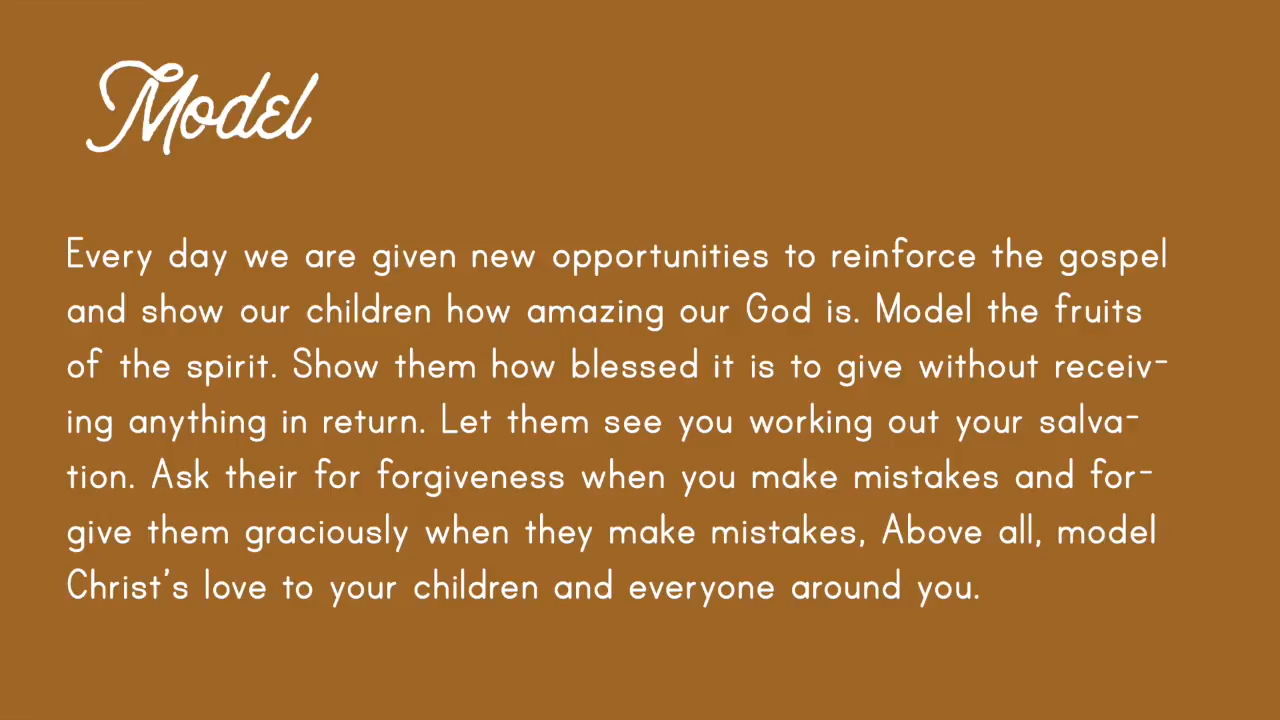 Model
Every day we are given new opportunities to reinforce the gospel
and show our children how amazing our God is. Model the fruits
of the spirit. Show them how blessed it is to give without receiv-
ing anything in return. Let them see you working out your salva-
tion. Ask their for forgiveness when you make mistakes and for-
give them graciously when they make mistakes, Above all, model
Christ's love to your children and everyone around you.